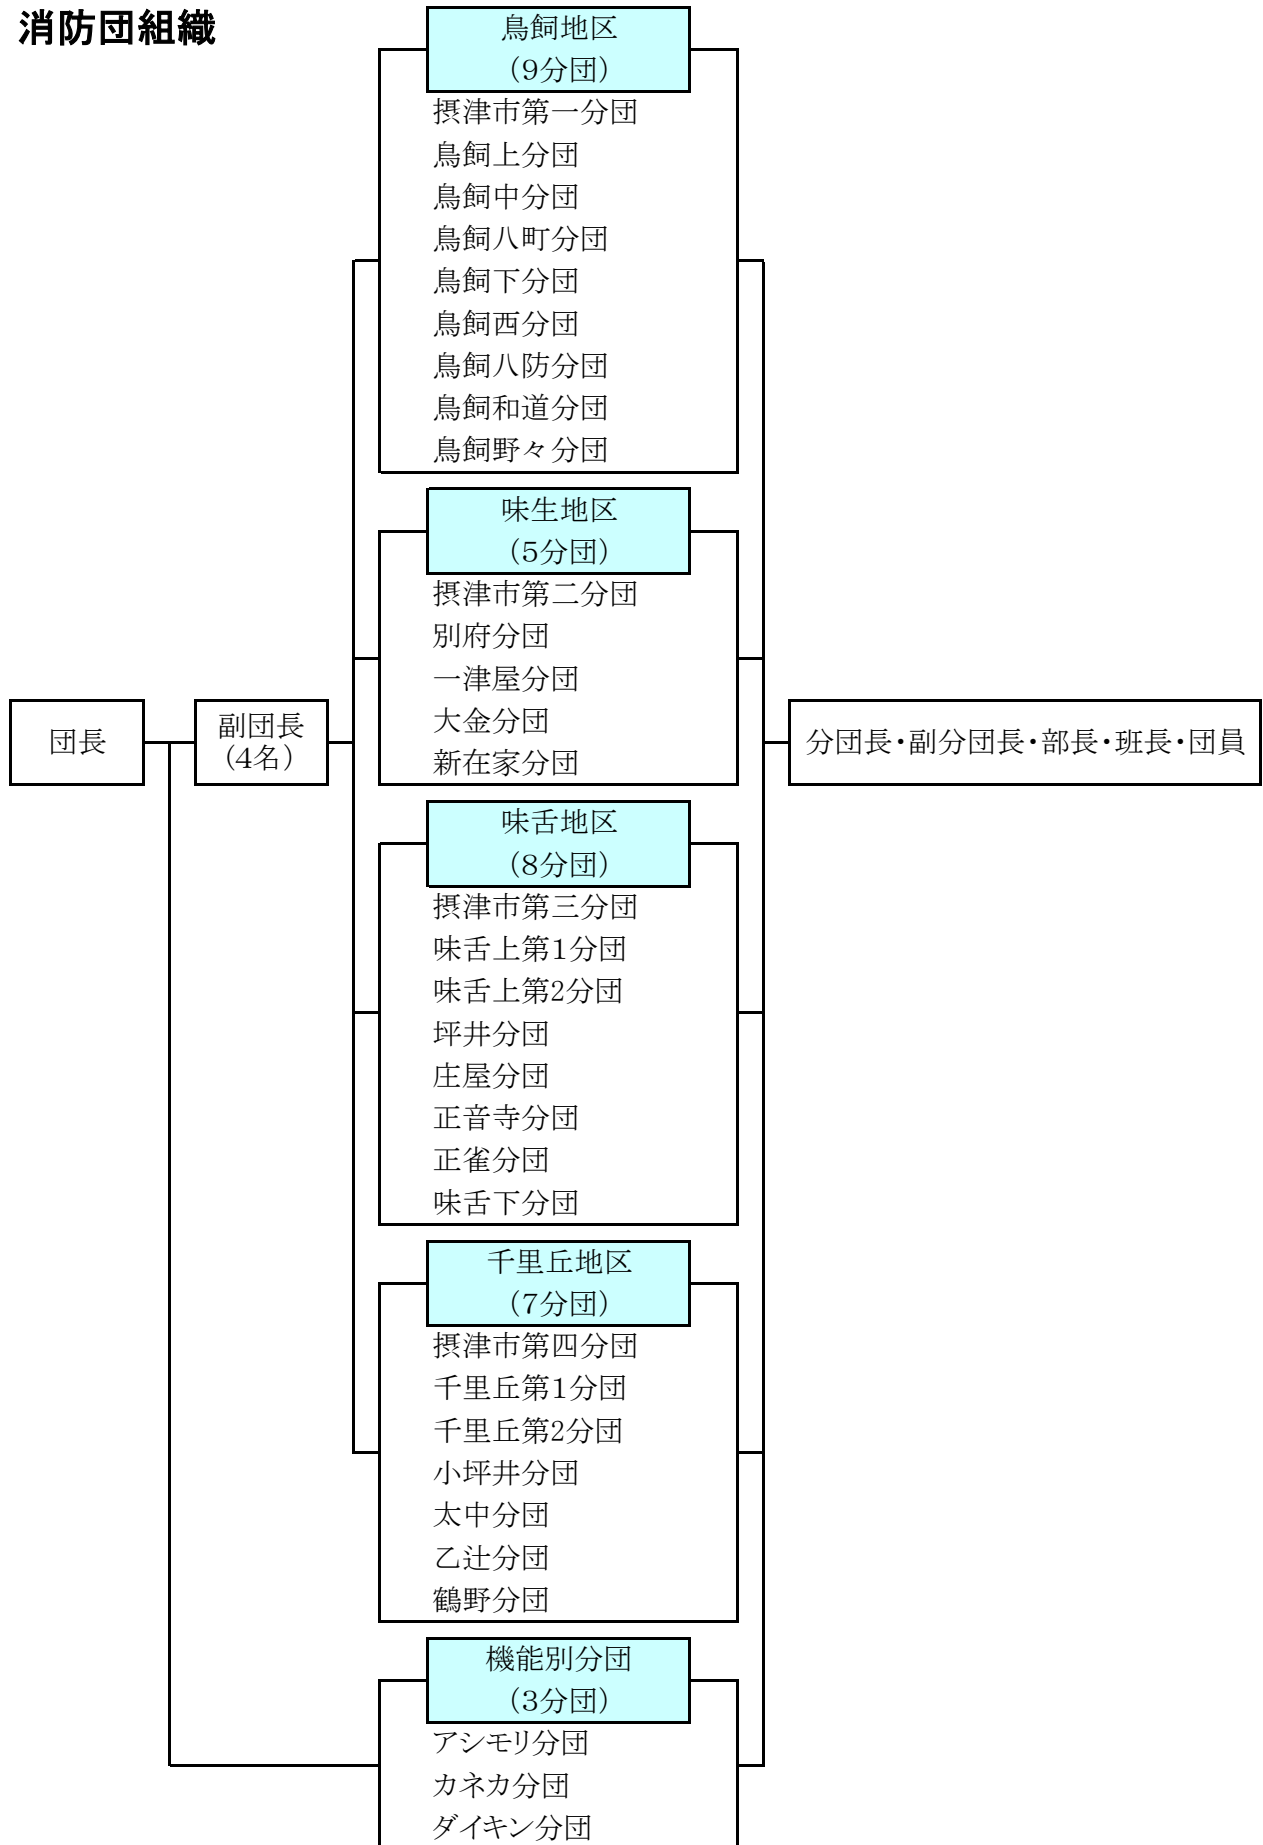 消防団組織
鳥飼地区
（9分団）
摂津市第一分団
鳥飼上分団
鳥飼中分団
鳥飼八町分団
鳥飼下分団
鳥飼西分団
鳥飼八防分団
鳥飼和道分団
鳥飼野々分団
味生地区
（5分団）
摂津市第二分団
別府分団
一津屋分団
大金分団
新在家分団
団長
副団長
（4名）
分団長・副分団長・部長・班長・団員
味舌地区
（8分団）
摂津市第三分団
味舌上第1分団
味舌上第2分団
坪井分団
庄屋分団
正音寺分団
正雀分団
味舌下分団
千里丘地区
（7分団）
摂津市第四分団
千里丘第1分団
千里丘第2分団
小坪井分団
太中分団
乙辻分団
鶴野分団
機能別分団
（3分団）
アシモリ分団
カネカ分団
ダイキン分団